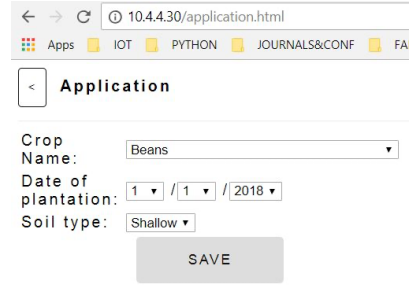 10.4.4.30/application.html
Apps IOT PYTHON JOURNALS&CONF
< Application
Crop
Name: Beans
Date of
plantation: 1 / 1 / 2018
Soil type: Shallow
SAVE